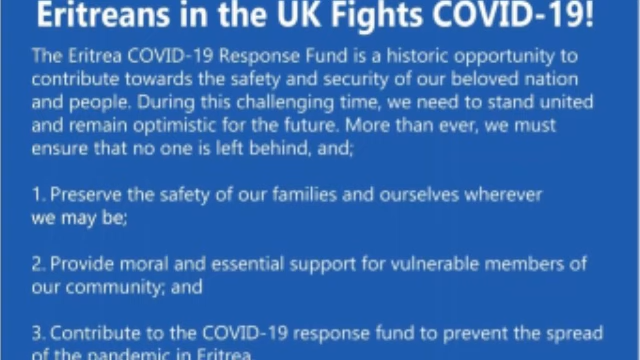 Eritreans in the UK Fights COVID-19!
The Eritrea COVID-19 Response Fund is a historic opportunity to
contribute towards the safety and security of our beloved nation
and people. During this challenging time, we need to stand united
and remain optimistic for the future. More than ever, we must
ensure that no one is left behind, and;
1. Preserve the safety of our families and ourselves wherever
we may be;
2. Provide moral and essential support for vulnerable members of
our community; and
3. Contribute to the COVID-19 response fund to prevent the spread
of the pandemic in Eritrea